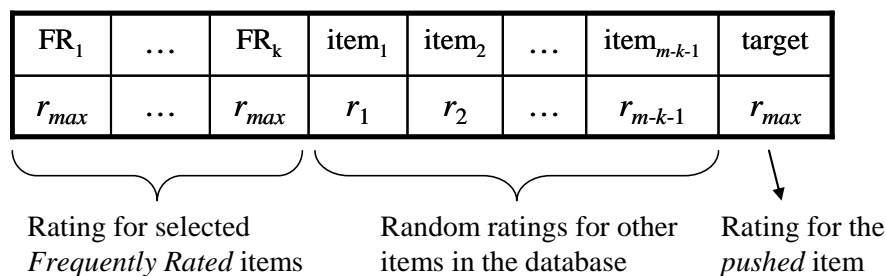 FR₁ … FRₖ item₁ item₂ … itemₘ₋ₖ₋₁ target
rₘₐₓ … rₘₐₓ r₁ r₂ … rₘ₋ₖ₋₁ rₘₐₓ
Rating for selected Random ratings for other Rating for the
Frequently Rated items items in the database pushed item